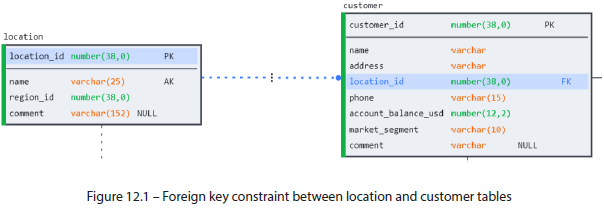 location
location_id number(38,0) PK
name varchar(25) AK
region_id number(38,0)
comment varchar(152) NULL
customer
customer_id number(38,0) PK
name varchar
address varchar
location_id number(38,0) FK
phone varchar(15)
account_balance_usd number(12,2)
market_segment varchar(10)
comment varchar NULL
Figure 12.1 – Foreign key constraint between location and customer tables